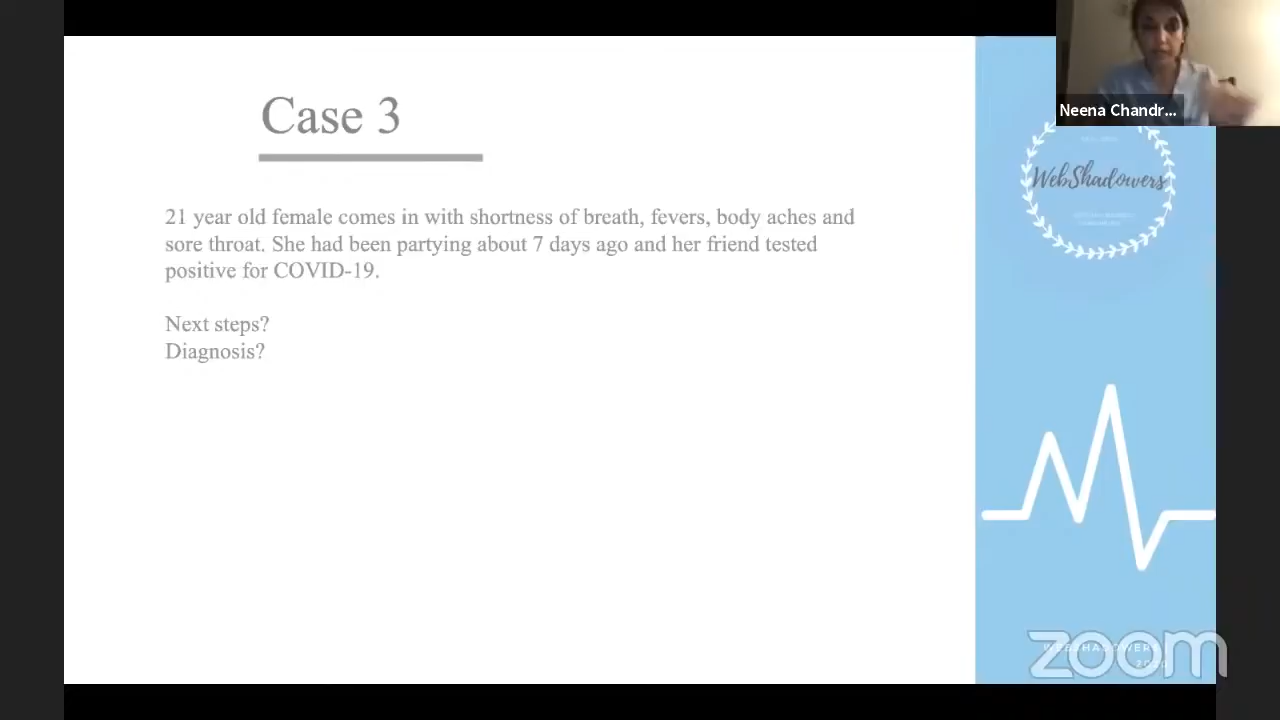 Case 3
21 year old female comes in with shortness of breath, fevers, body aches and
sore throat. She had been partying about 7 days ago and her friend tested
positive for COVID-19.
Next steps?
Diagnosis?
Neena Chandr...
WebShadowers
zoom